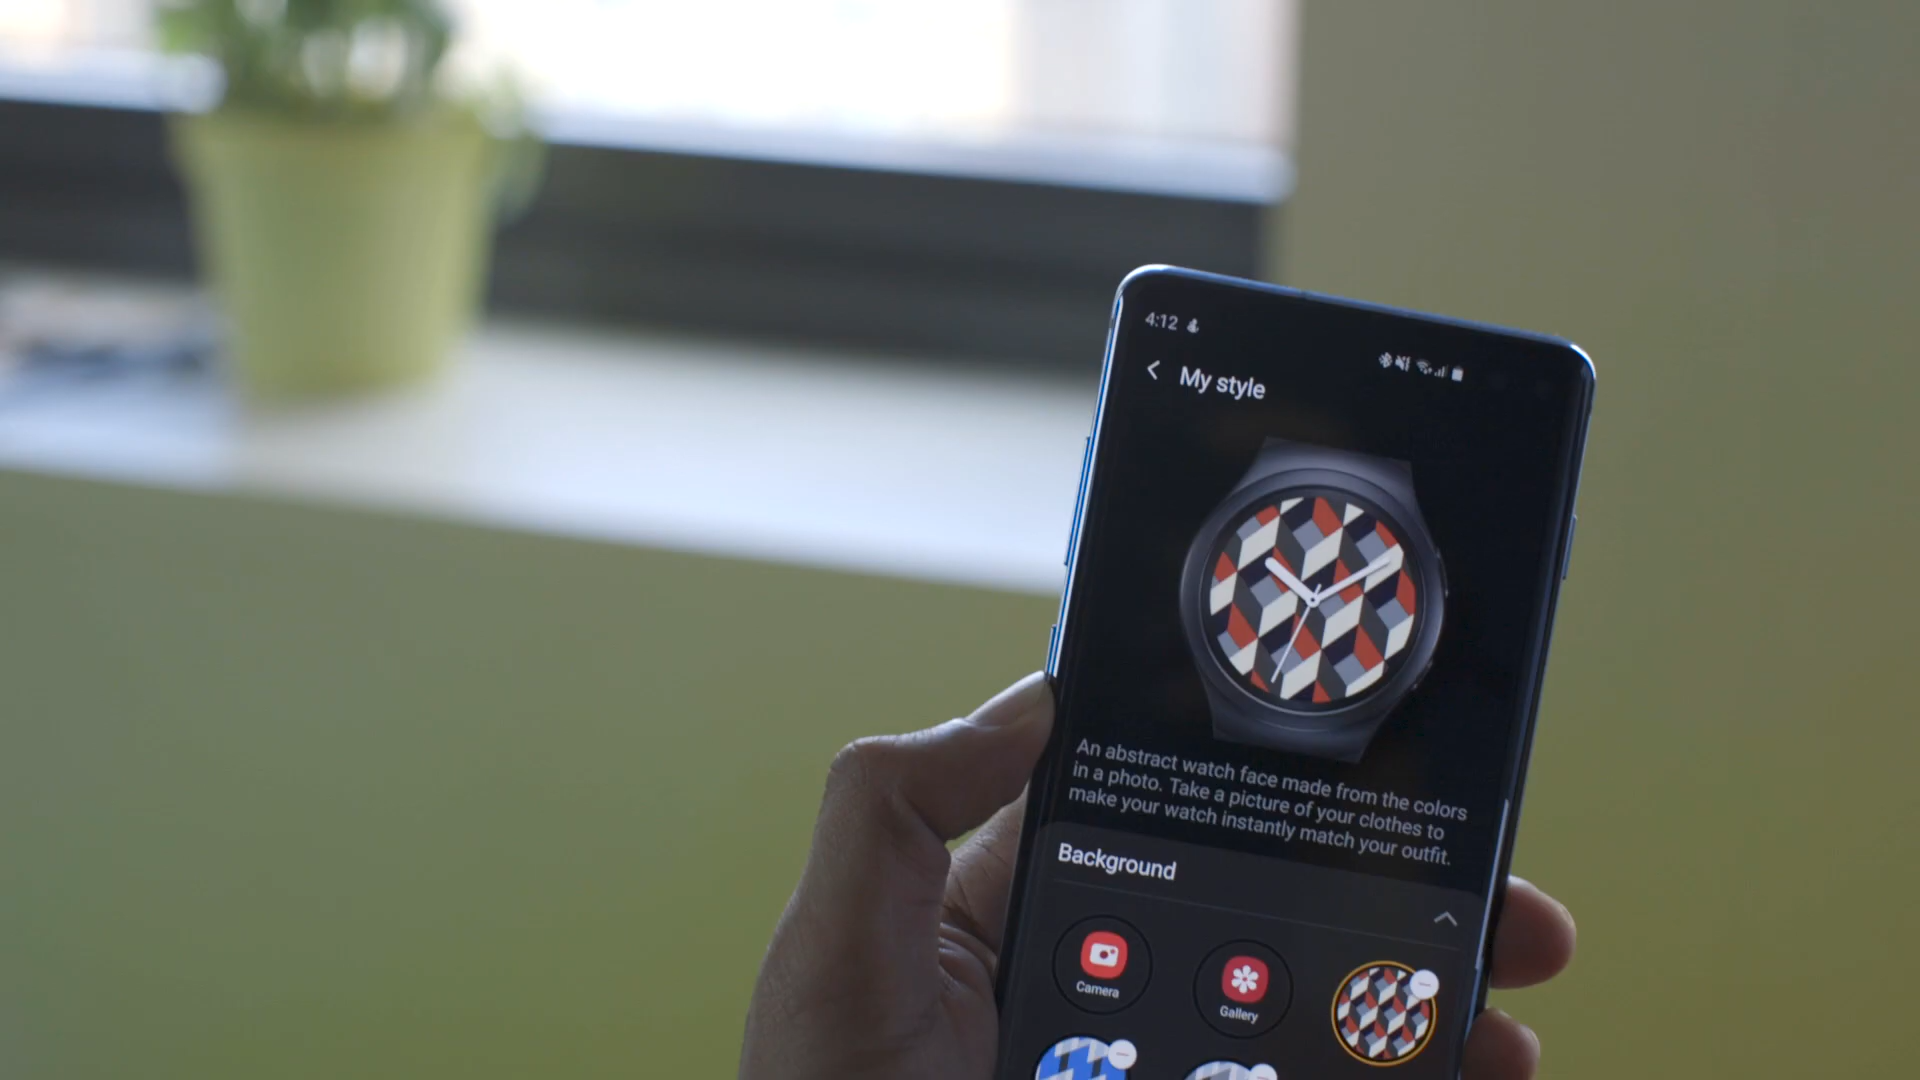 4:12
My style
An abstract watch face made from the colors
in a photo. Take a picture of your clothes to
make your watch instantly match your outfit.
Background
Camera
Gallery